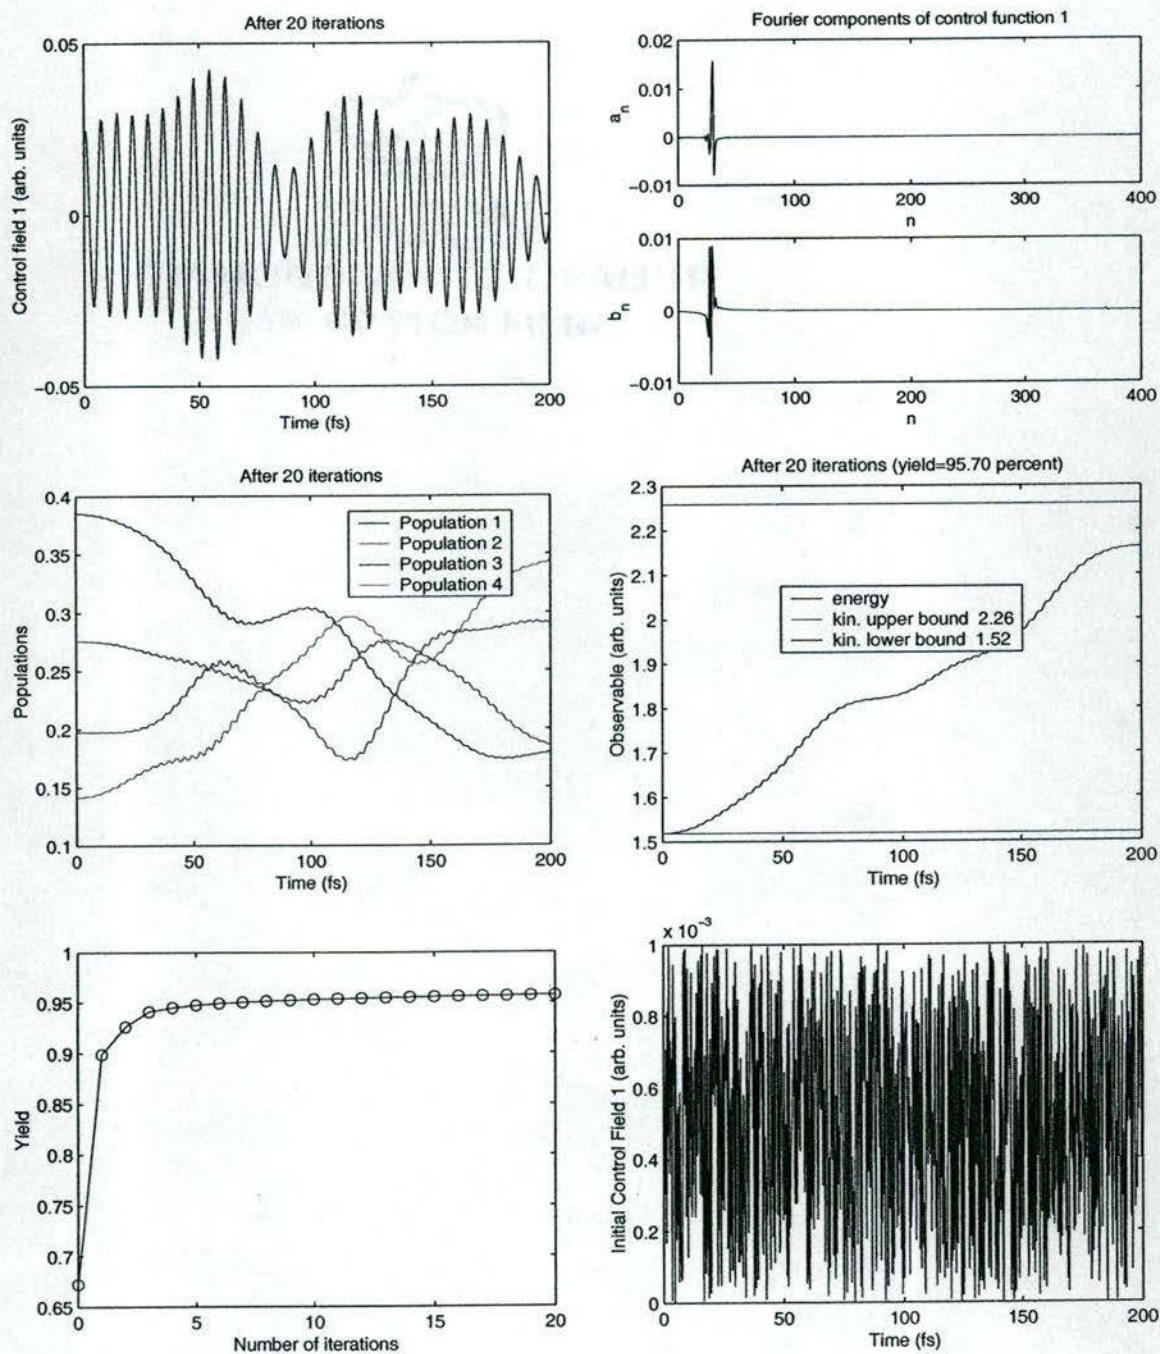 After 20 iterations
0.05
0
−0.05
Control field 1 (arb. units)
0 50 100 150 200
Time (fs)
Fourier components of control function 1
0.02
0.01
0
−0.01
a_n
0 100 200 300 400
n
0.01
0
−0.01
b_n
0 100 200 300 400
n
After 20 iterations
0.4
0.35
0.3
0.25
0.2
0.15
0.1
Populations
Population 1
Population 2
Population 3
Population 4
0 50 100 150 200
Time (fs)
After 20 iterations (yield=95.70 percent)
2.3
2.2
2.1
2
1.9
1.8
1.7
1.6
1.5
Observable (arb. units)
energy
kin. upper bound 2.26
kin. lower bound 1.52
0 50 100 150 200
Time (fs)
1
0.95
0.9
0.85
0.8
0.75
0.7
0.65
Yield
0 5 10 15 20
Number of iterations
x 10−3
1
0.8
0.6
0.4
0.2
0
Initial Control Field 1 (arb. units)
0 50 100 150 200
Time (fs)